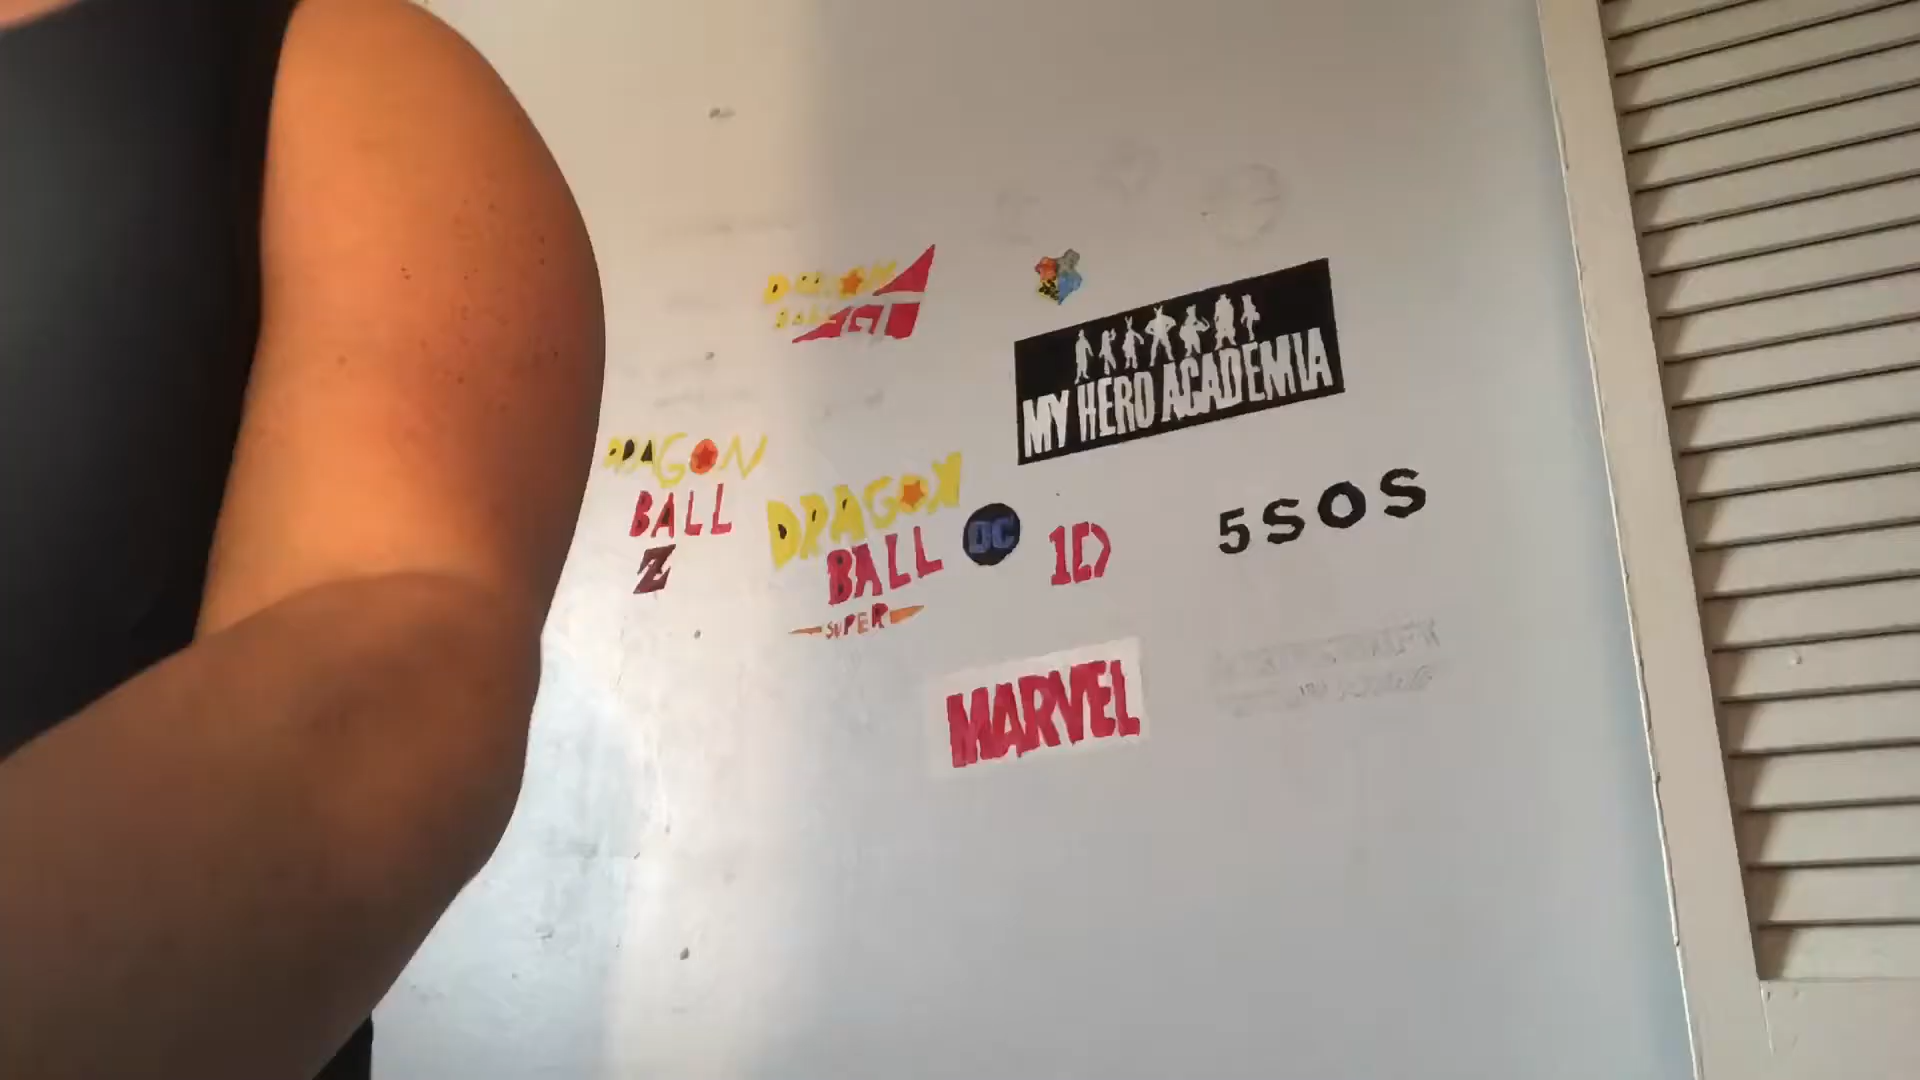 DRAGON
BALL GT
MY HERO ACADEMIA
DRAGON
BALL
Z
DRAGON
BALL
SUPER
DC
1D
5SOS
MARVEL